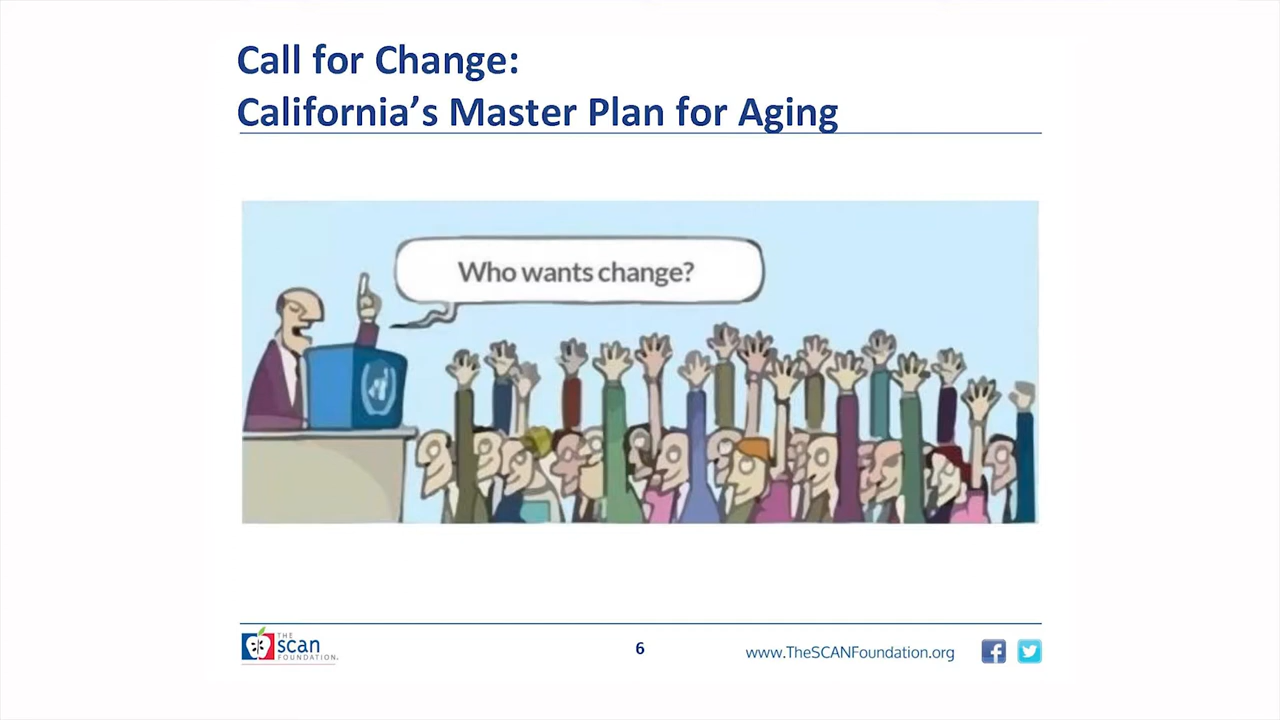 Call for Change:
California’s Master Plan for Aging
Who wants change?
THE
scan
FOUNDATION.
6
www.TheSCANFoundation.org